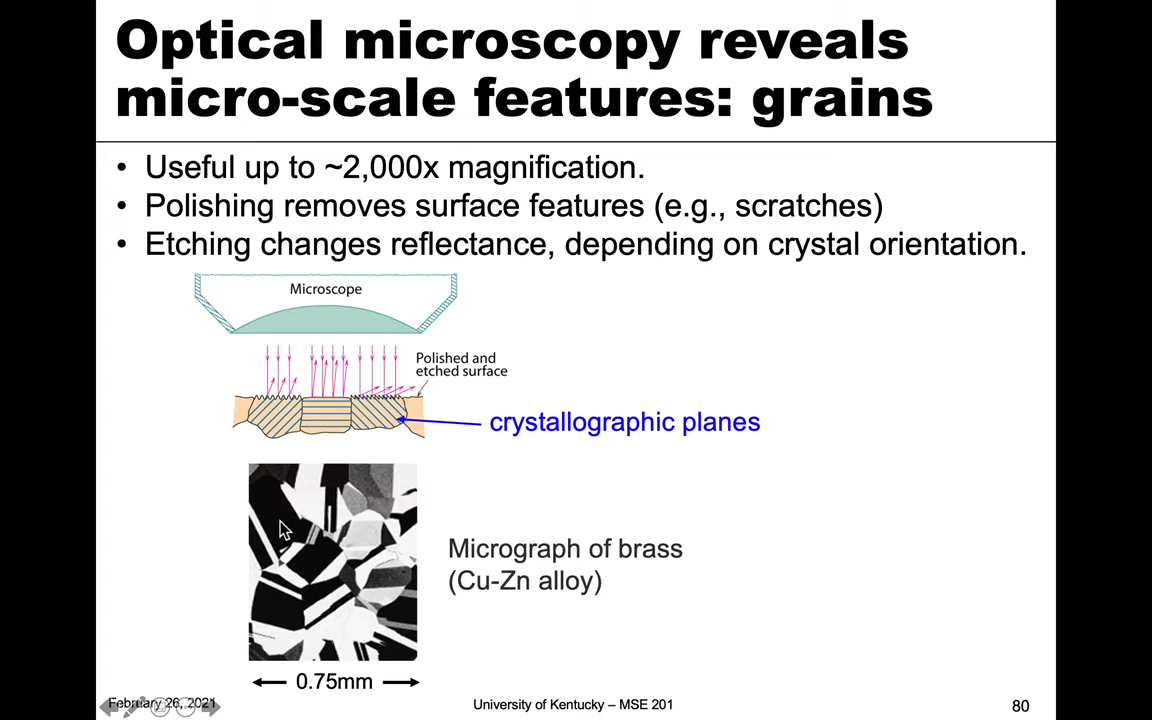 Optical microscopy reveals
micro-scale features: grains
• Useful up to ~2,000x magnification.
• Polishing removes surface features (e.g., scratches)
• Etching changes reflectance, depending on crystal orientation.
Microscope
Polished and
etched surface
crystallographic planes
Micrograph of brass
(Cu-Zn alloy)
0.75mm
February 26, 2021
University of Kentucky – MSE 201
80